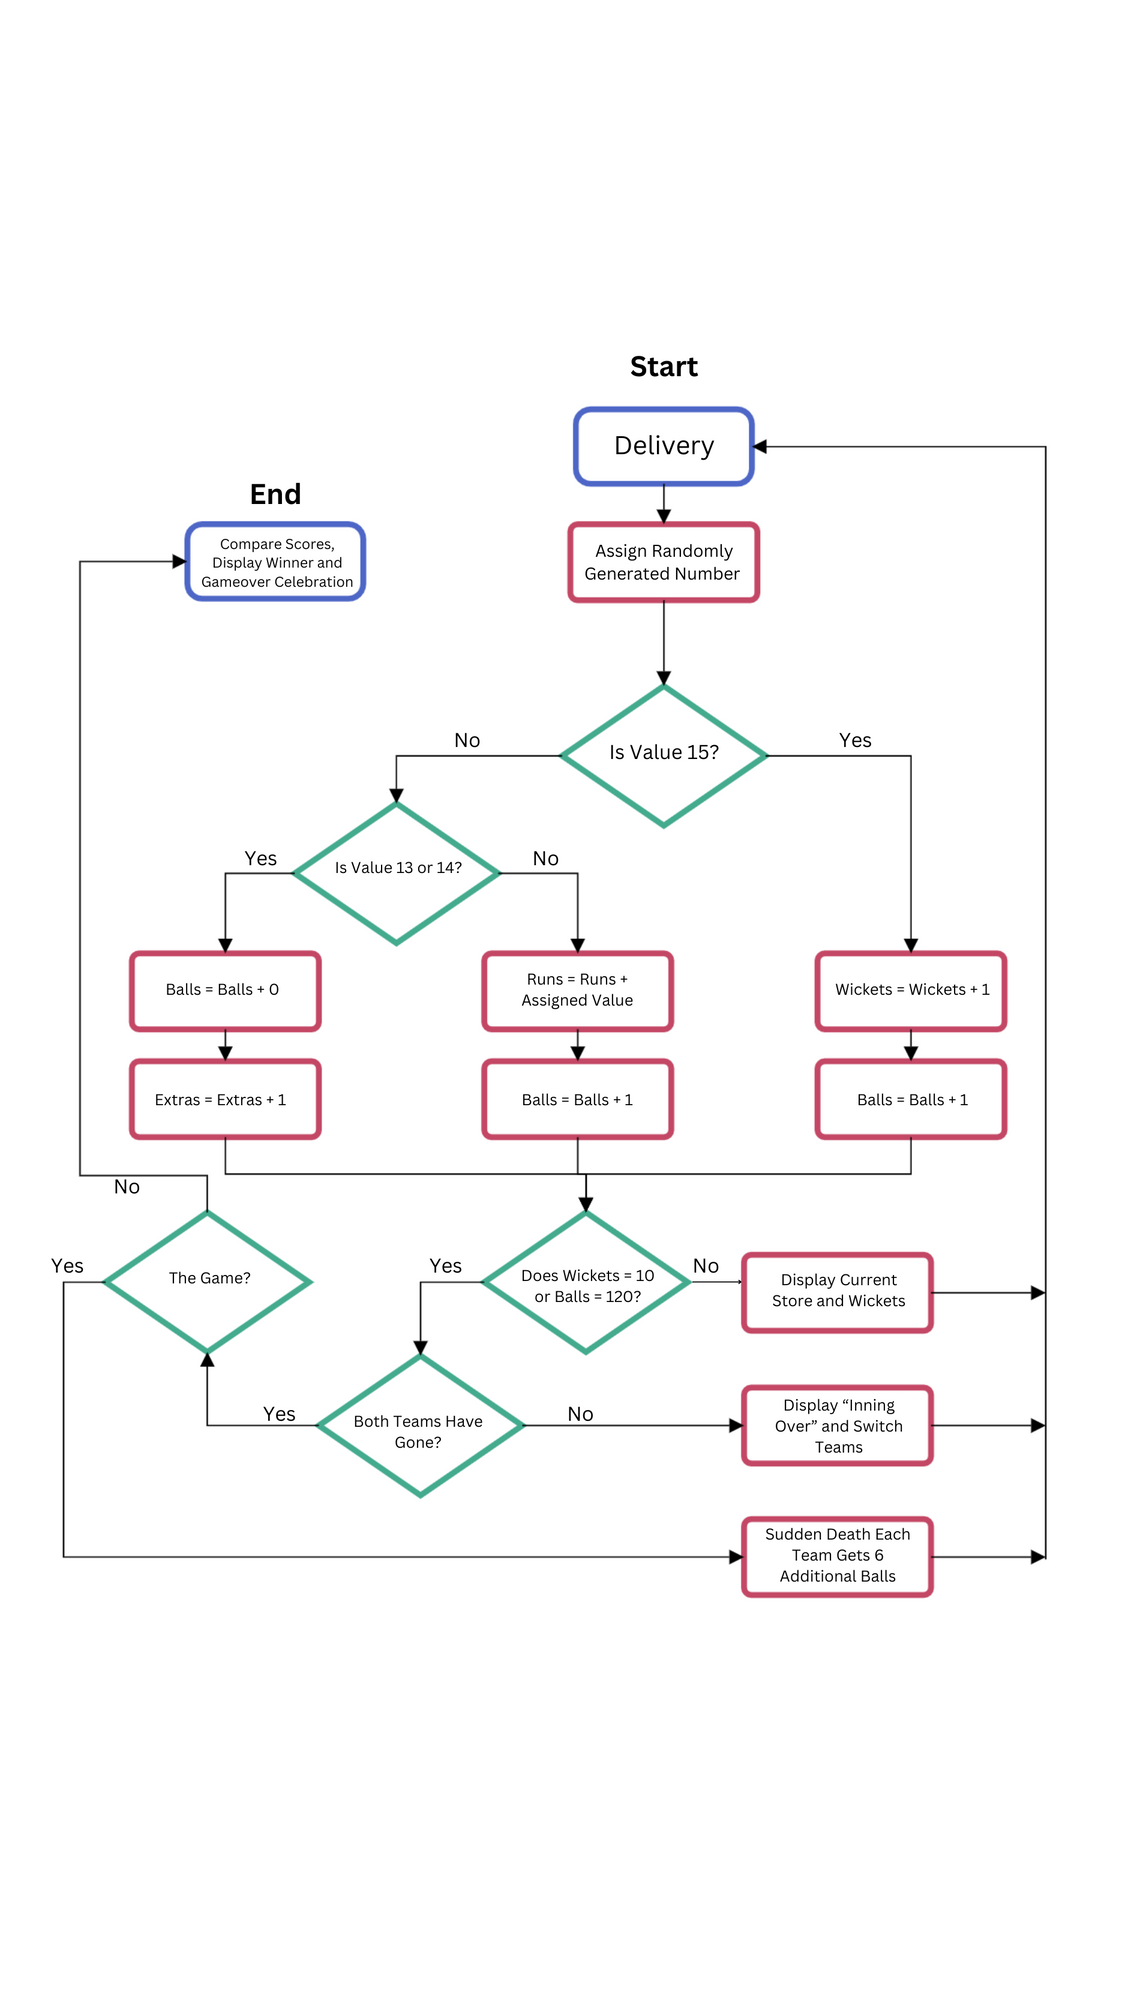 Start
Delivery
End
Compare Scores,
Display Winner and
Gameover Celebration
Assign Randomly
Generated Number
No
Is Value 15?
Yes
Yes
Is Value 13 or 14?
No
Balls = Balls + 0
Runs = Runs +
Assigned Value
Wickets = Wickets + 1
Extras = Extras + 1
Balls = Balls + 1
Balls = Balls + 1
No
Yes
The Game?
Yes
Does Wickets = 10
or Balls = 120?
No
Display Current
Store and Wickets
Yes
Both Teams Have
Gone?
No
Display “Inning
Over” and Switch
Teams
Sudden Death Each
Team Gets 6
Additional Balls